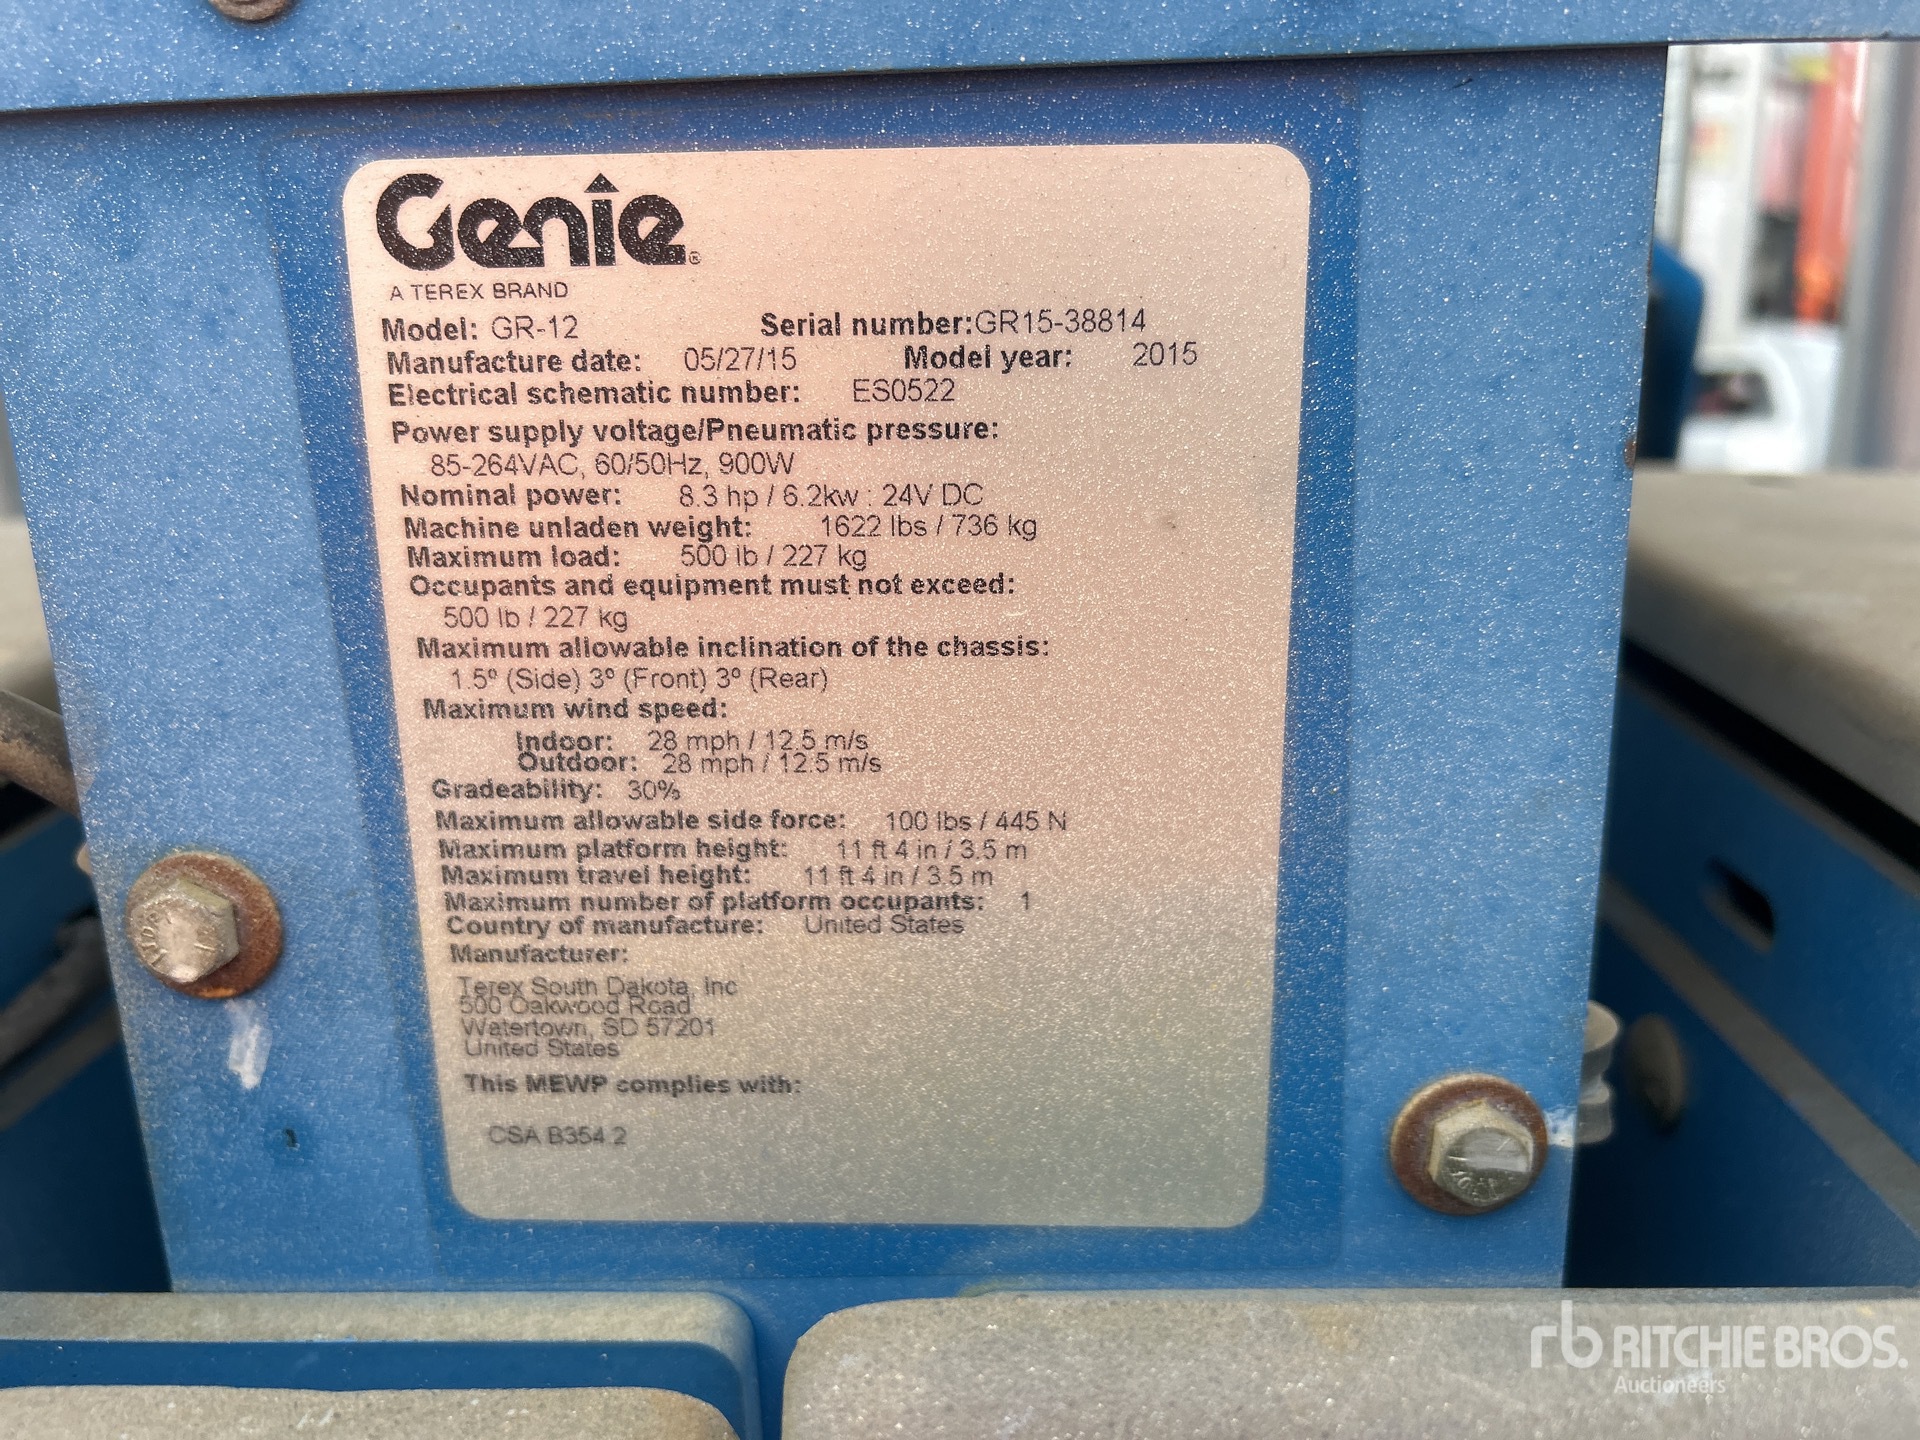 Genie®
A TEREX BRAND
Model: GR-12 Serial number:GR15-38814
Manufacture date: 05/27/15 Model year: 2015
Electrical schematic number: ES0522
Power supply voltage/Pneumatic pressure:
85-264VAC, 60/50Hz, 900W
Nominal power: 8.3 hp / 6.2kw : 24V DC
Machine unladen weight: 1622 lbs / 736 kg
Maximum load: 500 lb / 227 kg
Occupants and equipment must not exceed:
500 lb / 227 kg
Maximum allowable inclination of the chassis:
1.5º (Side) 3º (Front) 3º (Rear)
Maximum wind speed:
Indoor: 28 mph / 12.5 m/s
Outdoor: 28 mph / 12.5 m/s
Gradeability: 30%
Maximum allowable side force: 100 lbs / 445 N
Maximum platform height: 11 ft 4 in / 3.5 m
Maximum travel height: 11 ft 4 in / 3.5 m
Maximum number of platform occupants: 1
Country of manufacture: United States
Manufacturer:
Terex South Dakota, Inc
500 Oakwood Road
Watertown, SD 57201
United States
This MEWP complies with:
CSA B354.2
rb RITCHIE BROS.
Auctioneers